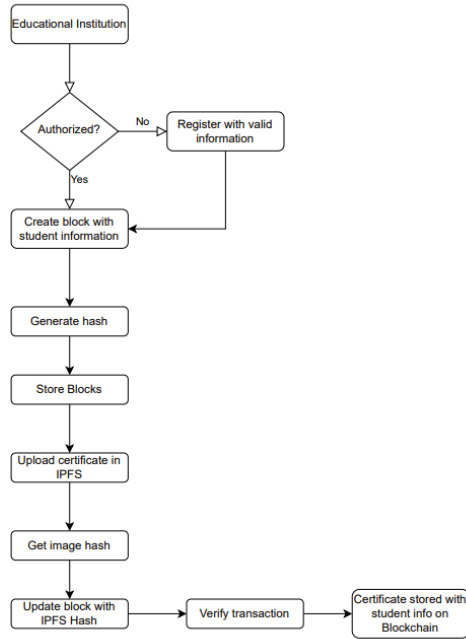 Educational Institution
Authorized?
No
Register with valid
information
Yes
Create block with
student information
Generate hash
Store Blocks
Upload certificate in
IPFS
Get image hash
Update block with
IPFS Hash
Verify transaction
Certificate stored with
student info on
Blockchain